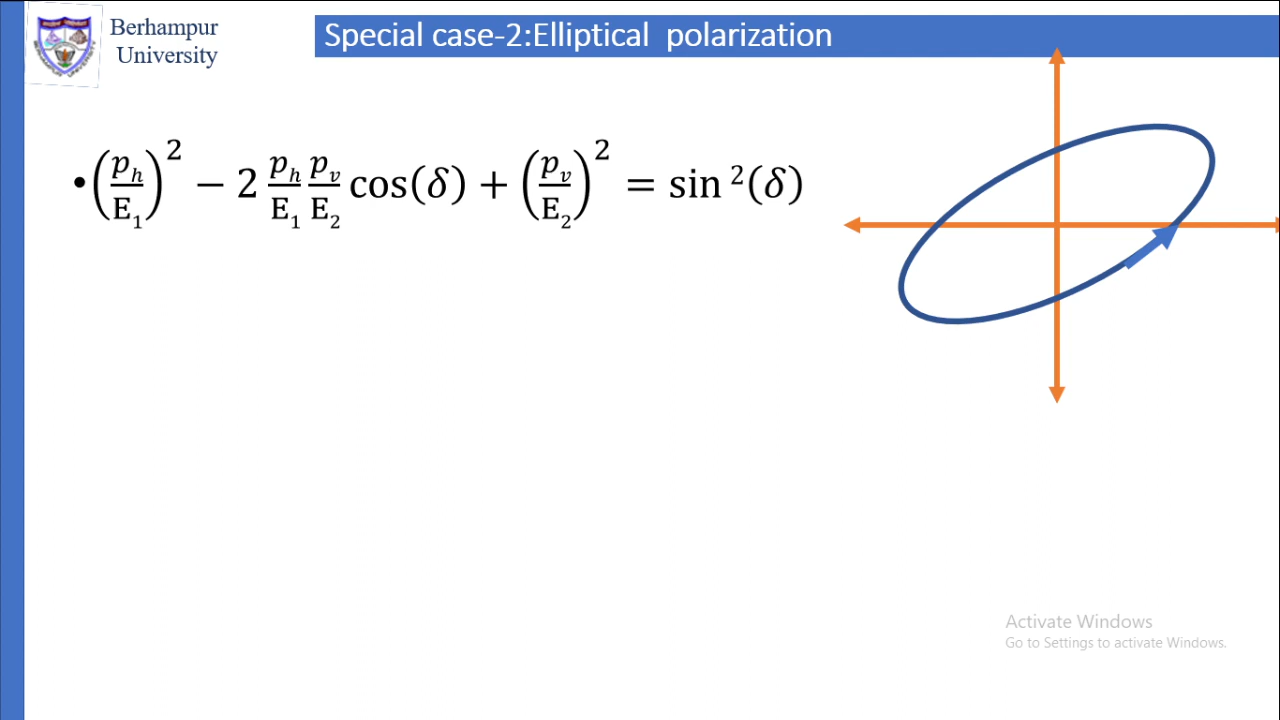 Berhampur
University
Special case-2:Elliptical polarization
•(p_h/E_1)^2 − 2 p_h/E_1 p_v/E_2 cos(δ) + (p_v/E_2)^2 = sin^2(δ)
Activate Windows
Go to Settings to activate Windows.